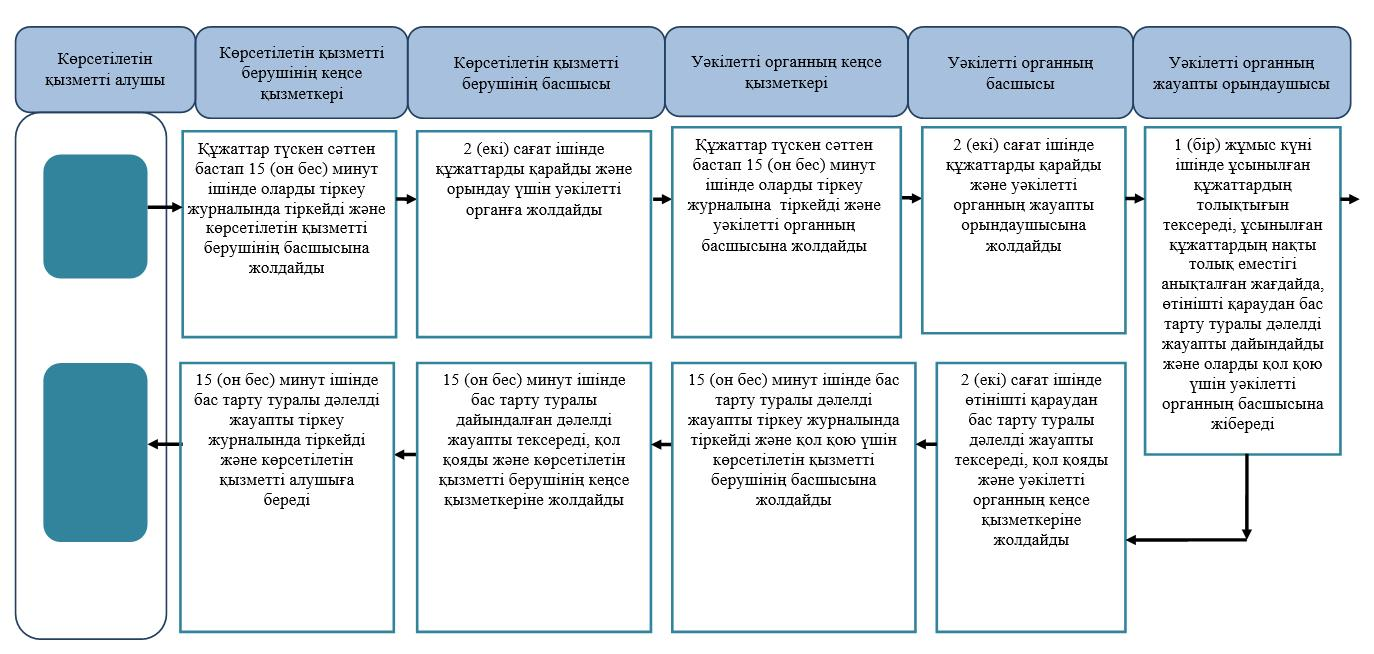 Көрсетілетін
қызметті алушы
Көрсетілетін қызметті
берушінің кеңсе
қызметкері
Көрсетілетін қызметті
берушінің басшысы
Уәкілетті органның кеңсе
қызметкері
Уәкілетті органның
басшысы
Уәкілетті органның
жауапты орындаушысы
Құжаттар түскен сәттен
бастап 15 (он бес) минут
ішінде оларды тіркеу
журналында тіркейді және
көрсетілетін қызметті
берушінің басшысына
жолдайды
2 (екі) сағат ішінде
құжаттарды қарайды және
орындау үшін уәкілетті
органға жолдайды
Құжаттар түскен сәттен
бастап 15 (он бес) минут
ішінде оларды тіркеу
журналына тіркейді және
уәкілетті органның
басшысына жолдайды
2 (екі) сағат ішінде
құжаттарды қарайды
және уәкілетті
органның жауапты
орындаушысына
жолдайды
1 (бір) жұмыс күні
ішінде ұсынылған
құжаттардың
толықтығын
тексереді, ұсынылған
құжаттардың нақты
толық еместігі
анықталған жағдайда,
өтінішті қараудан бас
тарту туралы дәлелді
жауапты дайындайды
және оларды қол қою
үшін уәкілетті
органның басшысына
жібереді
15 (он бес) минут ішінде
бас тарту туралы дәлелді
жауапты тіркеу
журналында тіркейді
және көрсетілетін
қызметті алушыға
береді
15 (он бес) минут ішінде
бас тарту туралы
дайындалған дәлелді
жауапты тексереді, қол
қояды және көрсетілетін
қызметті берушінің кеңсе
қызметкеріне жолдайды
15 (он бес) минут ішінде бас
тарту туралы дәлелді
жауапты тіркеу журналында
тіркейді және қол қою үшін
көрсетілетін қызметті
берушінің басшысына
жолдайды
2 (екі) сағат ішінде
өтінішті қараудан
бас тарту туралы
дәлелді жауапты
тексереді, қол қояды
және уәкілетті
органның кеңсе
қызметкеріне
жолдайды